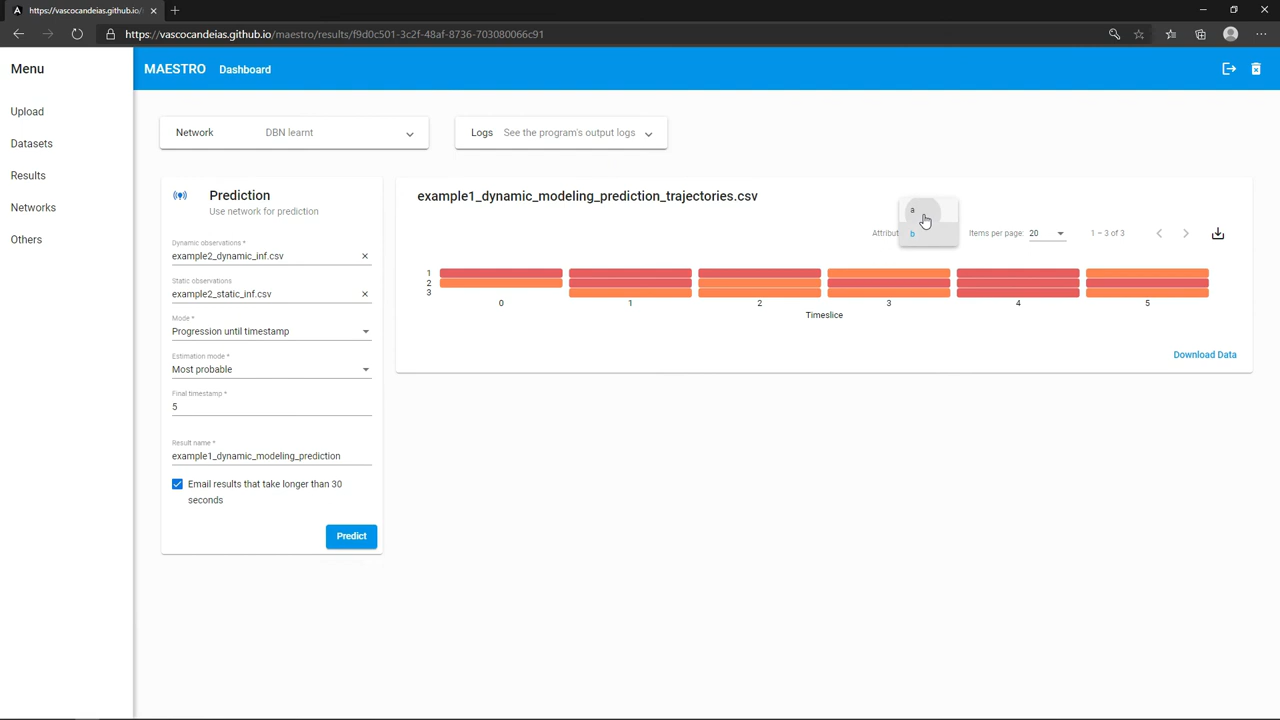 https://vascocandeias.github.io/
https://vascocandeias.github.io/maestro/results/f9d0c501-3c2f-48af-8736-703080066c91
Menu
MAESTRO Dashboard
Upload
Datasets
Results
Networks
Others
Network DBN learnt
Logs See the program's output logs
Prediction
Use network for prediction
Dynamic observations *
example2_dynamic_inf.csv
Static observations
example2_static_inf.csv
Mode *
Progression until timestamp
Estimation mode *
Most probable
Final timestamp *
5
Result name *
example1_dynamic_modeling_prediction
Email results that take longer than 30
seconds
Predict
example1_dynamic_modeling_prediction_trajectories.csv
a
b
Attribut
Items per page: 20
1 – 3 of 3
1
2
3
0 1 2 3 4 5
Timeslice
Download Data